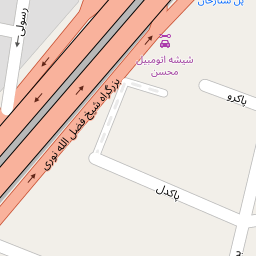 پل ستارخان
رسولی
شیشه اتومبیل
محسن
پاکرو
بزرگراه شیخ فضل الله نوری
پاکدل